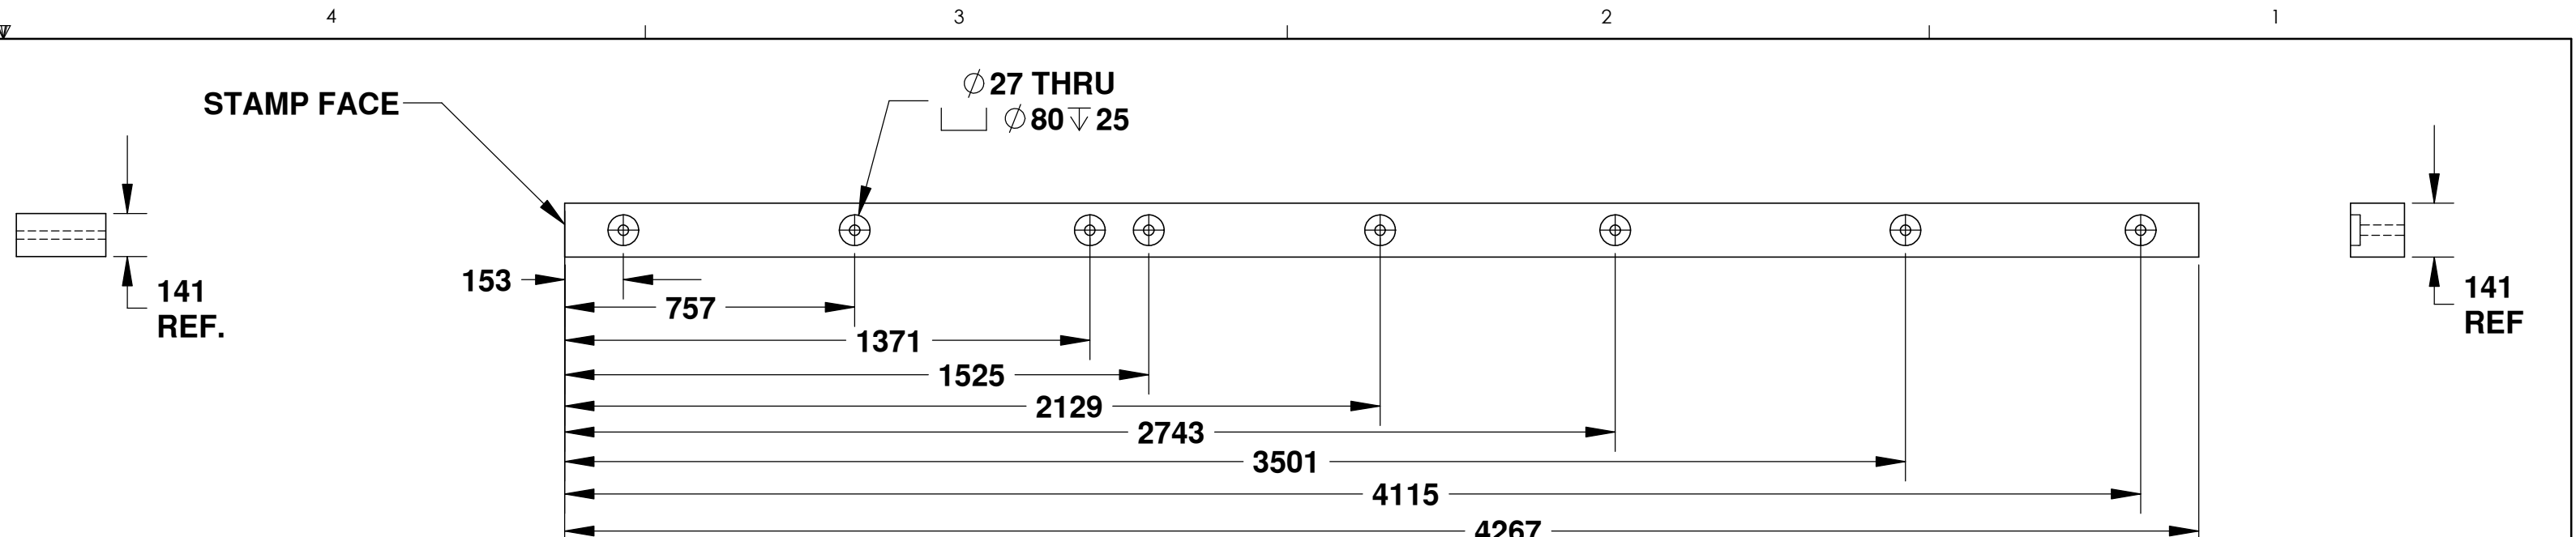 4 3 2 1
STAMP FACE
⌀27 THRU
⌴ ⌀80↧25
141
REF.
153
757
1371
1525
2129
2743
3501
4115
4267
141
REF